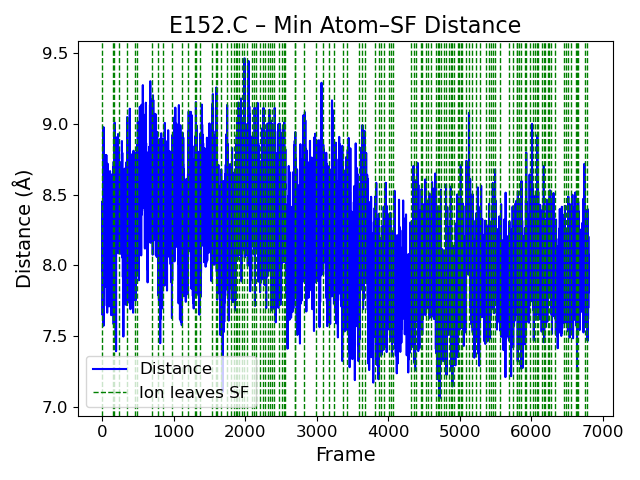 E152.C – Min Atom–SF Distance
Distance (Å)
9.5
9.0
8.5
8.0
7.5
7.0
Distance
Ion leaves SF
0
1000
2000
3000
4000
5000
6000
7000
Frame